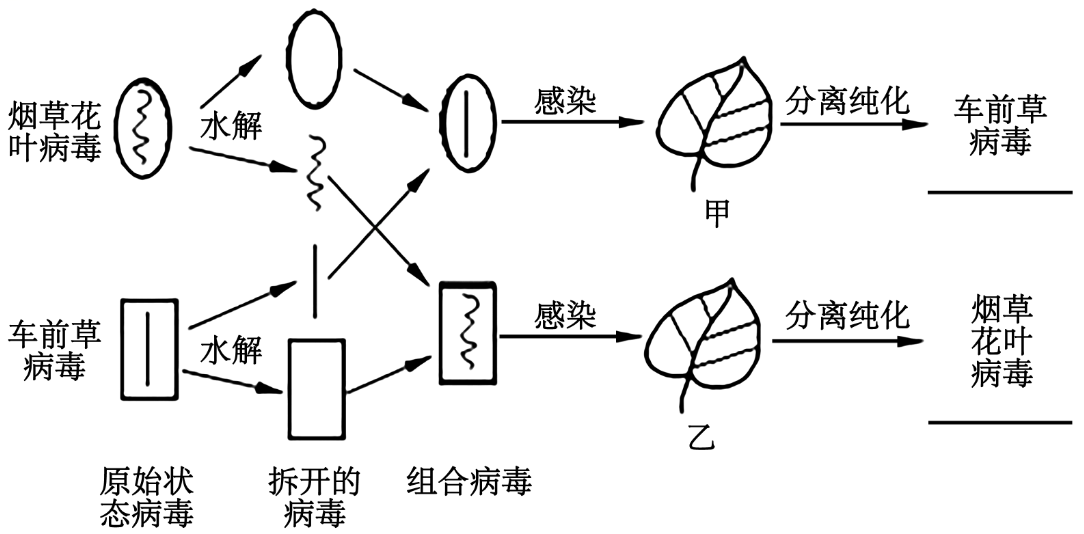 烟草花
叶病毒
水解
感染
分离纯化
车前草
病毒
甲
车前草
病毒
水解
感染
分离纯化
烟草
花叶
病毒
乙
原始状
态病毒
拆开的
病毒
组合病毒